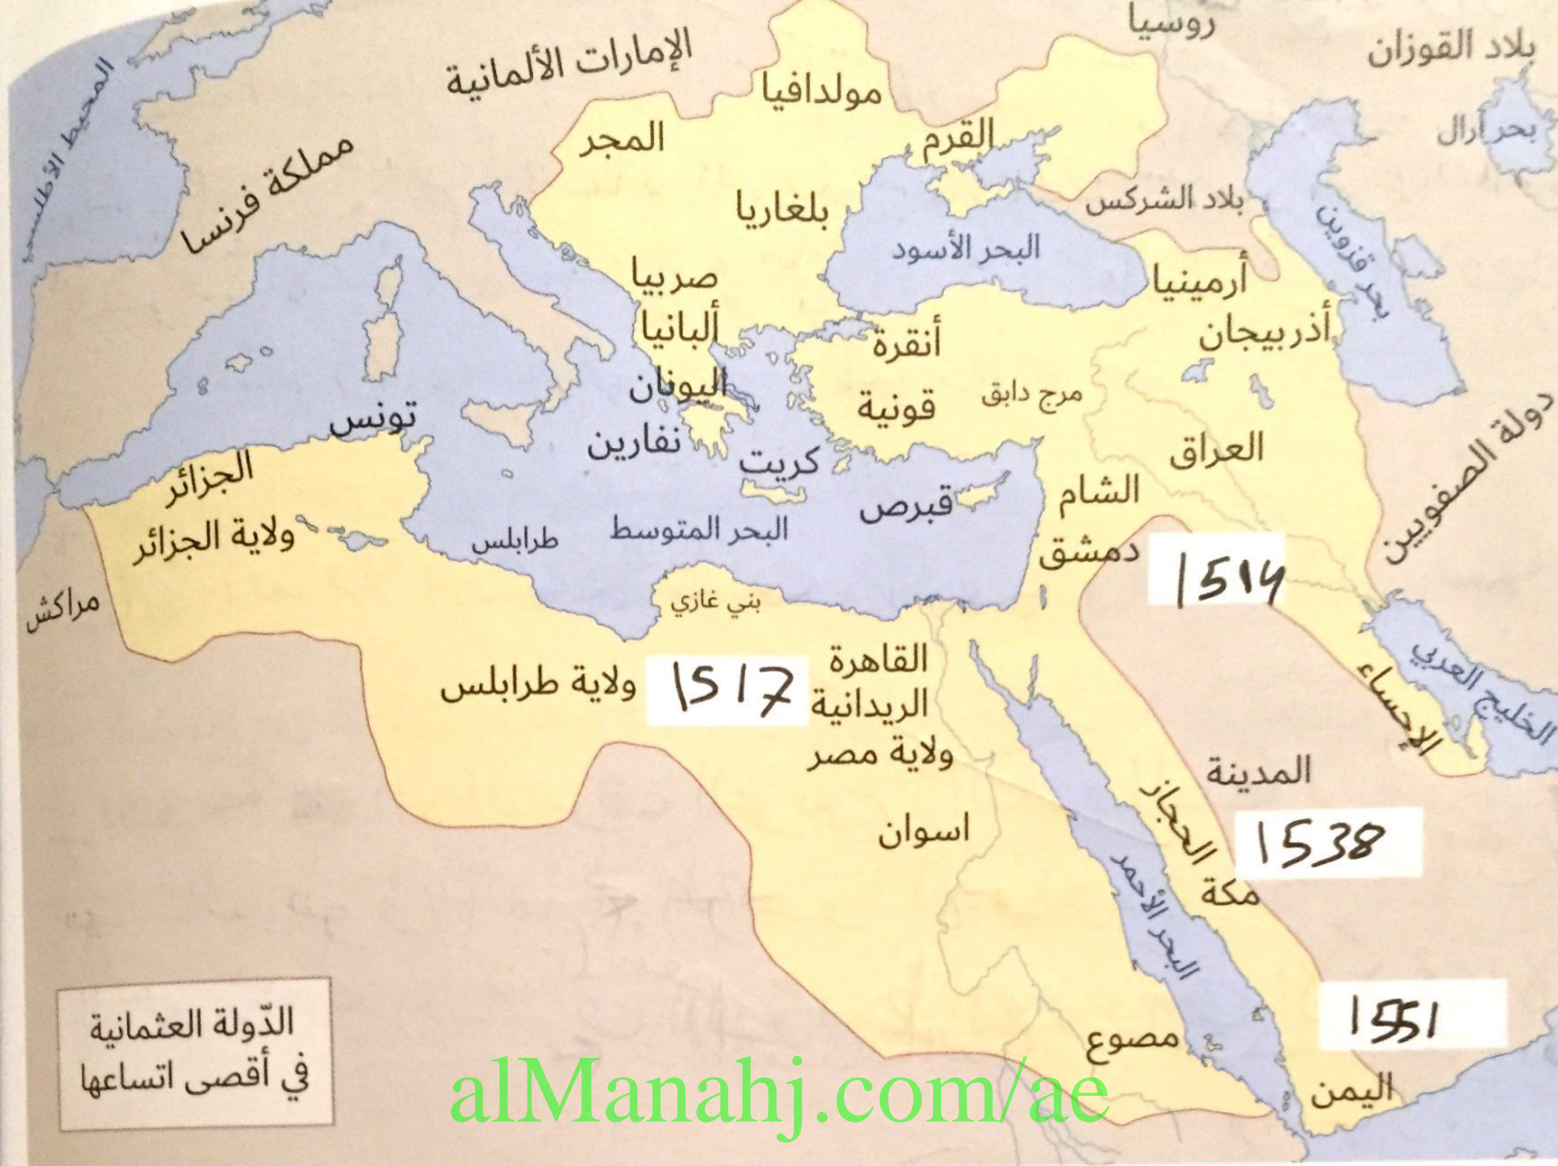 روسيا
بلاد القوزان
الإمارات الألمانية
المحيط الأطلسي
مولدافيا
بحر ارال
القرم
المجر
مملكة فرنسا
بلاد الشركس
بلغاريا
بحر قزوين
البحر الأسود
صربيا
أرمينيا
ألبانيا
أذربيجان
أنقرة
اليونان
مرج دابق
قونية
تونس
دولة الصفويين
نفارين
كريت
العراق
الجزائر
الشام
قبرص
ولاية الجزائر
طرابلس
البحر المتوسط
دمشق
1514
مراكش
بني غازي
القاهرة
الخليج العربي
ولاية طرابلس
1517
الريدانية
الإحساء
ولاية مصر
المدينة
اسوان
الحجاز
1538
مكة
البحر الأحمر
الدّولة العثمانية
في أقصى اتساعها
1551
مصوع
اليمن
alManahj.com/ae